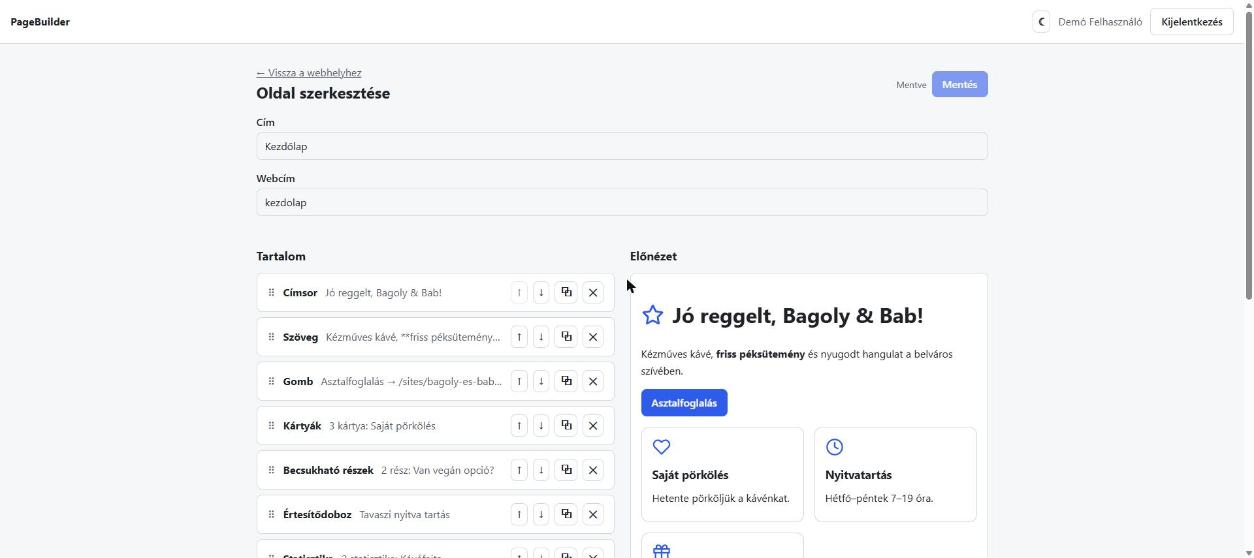 PageBuilder
Demó Felhasználó
Kijelentkezés
← Vissza a webhelyhez
Oldal szerkesztése
Mentve
Mentés
Cím
Kezdőlap
Webcím
kezdolap
Tartalom
Címsor Jó reggelt, Bagoly & Bab!
Szöveg Kézműves kávé, **friss péksütemény...
Gomb Asztalfoglalás → /sites/bagoly-es-bab...
Kártyák 3 kártya: Saját pörkölés
Becsukható részek 2 rész: Van vegán opció?
Értesítődoboz Tavaszi nyitva tartás
Előnézet
Jó reggelt, Bagoly & Bab!
Kézműves kávé, friss péksütemény és nyugodt hangulat a belváros
szívében.
Asztalfoglalás
Saját pörkölés
Hetente pörköljük a kávénkat.
Nyitvatartás
Hétfő–péntek 7–19 óra.